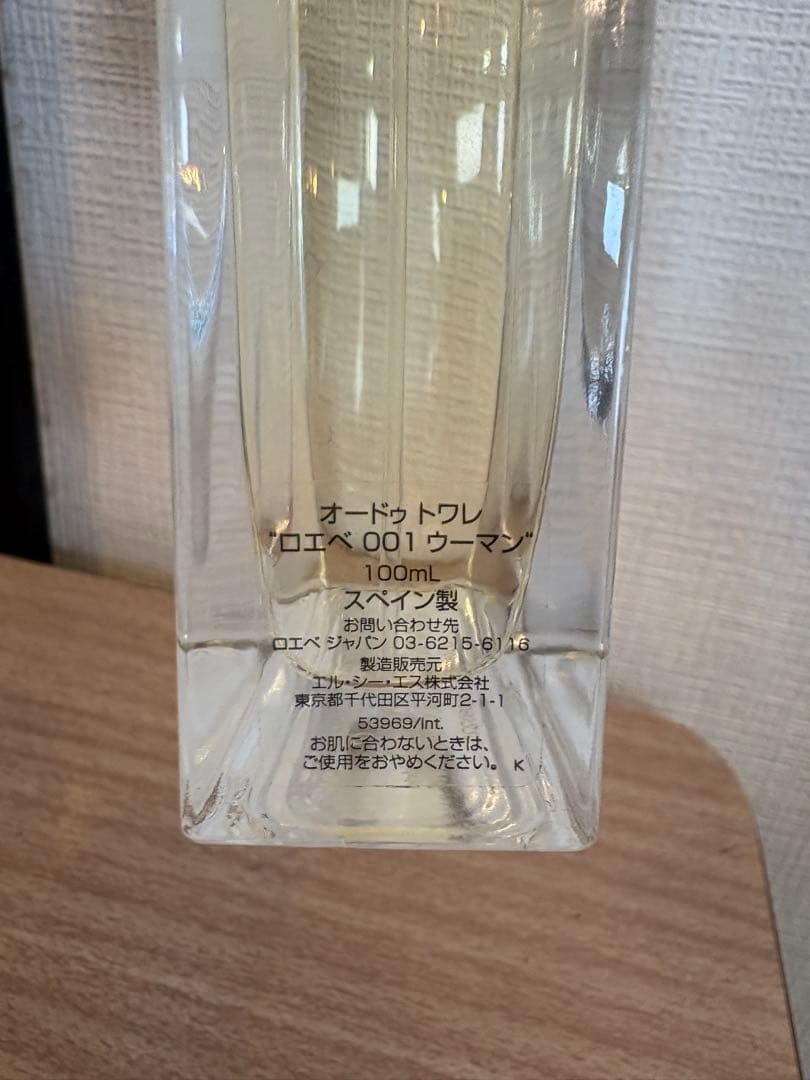 オードゥ トワレ
"ロエベ 001 ウーマン"
100mL
スペイン製
お問い合わせ先
ロエベ ジャパン 03-6215-6116
製造販売元
エル・シー・エス株式会社
東京都千代田区平河町2-1-1
53969/Int.
お肌に合わないときは、
ご使用をおやめください。 K